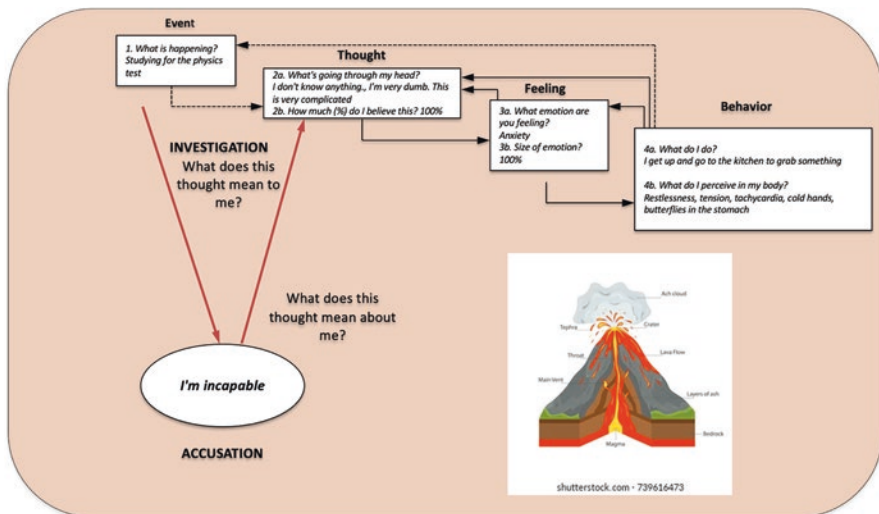 Event
1. What is happening?
Studying for the physics
test
Thought
2a. What's going through my head?
I don't know anything., I'm very dumb. This
is very complicated
2b. How much (%) do I believe this? 100%
Feeling
3a. What emotion are
you feeling?
Anxiety
3b. Size of emotion?
100%
Behavior
4a. What do I do?
I get up and go to the kitchen to grab something
4b. What do I perceive in my body?
Restlessness, tension, tachycardia, cold hands,
butterflies in the stomach
INVESTIGATION
What does this
thought mean to
me?
What does this
thought mean about
me?
I'm incapable
ACCUSATION
Ach cloud
Tephra
Crater
Throat
Lava Flow
Main Vent
Layers of ash
Bedrock
Magma
shutterstock.com · 739616473